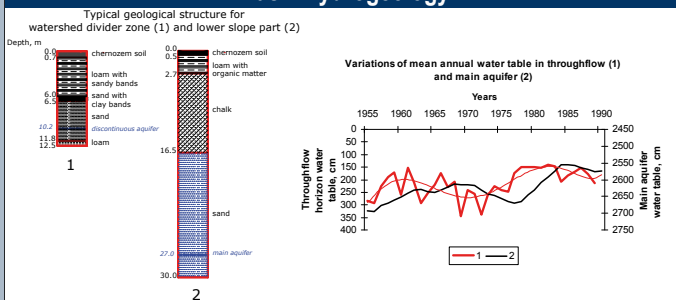 Typical geological structure for
watershed divider zone (1) and lower slope part (2)
Depth, m
0.0
chernozem soil
0.7
loam with
sandy bands
6.0
sand with
6.5
clay bands
sand
10.2
discontinuous aquifer
11.8
loam
12.5
1
0.0
chernozem soil
0.5
loam with
organic matter
2.7
chalk
16.5
sand
27.0
main aquifer
30.0
2
Variations of mean annual water table in throughflow (1)
and main aquifer (2)
Years
1955 1960 1965 1970 1975 1980 1985 1990
Throughflow
horizon water
table, cm
0
50
100
150
200
250
300
350
400
2450
2500
2550
2600
2650
2700
2750
Main aquifer
water table, cm
1 2